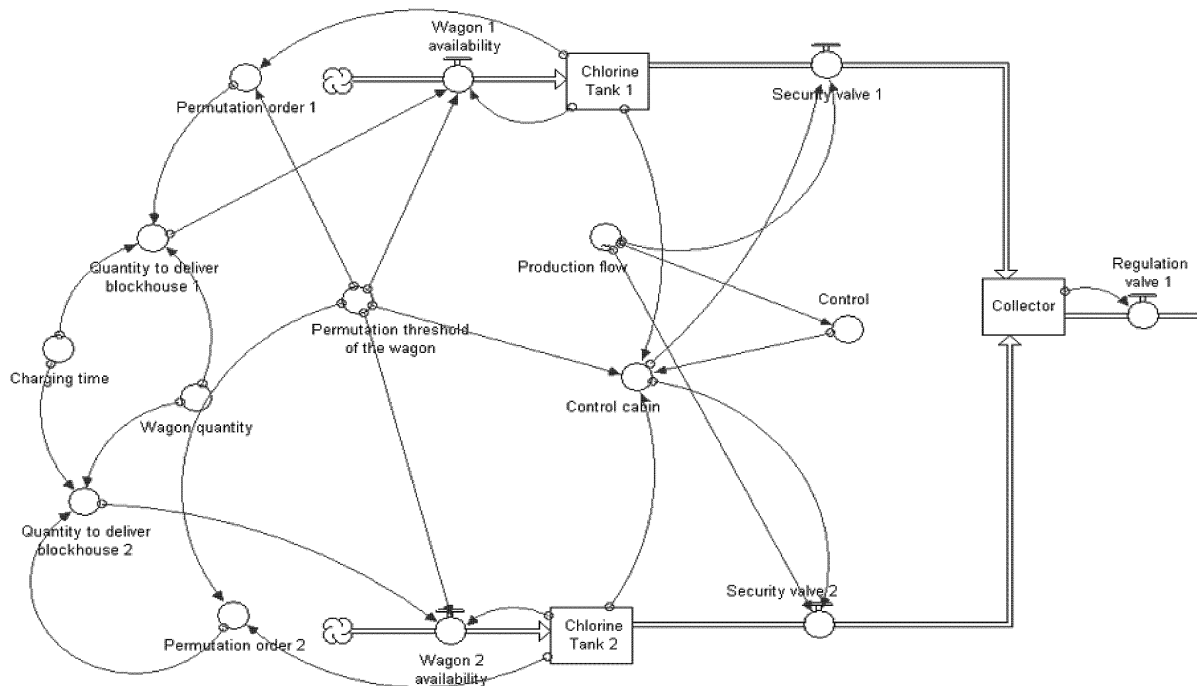 Wagon 1
availability
Chlorine
Tank 1
Permutation order 1
Security valve 1
Quantity to deliver
blockhouse 1
Production flow
Regulation
valve 1
Control
Collector
Permutation threshold
of the wagon
Charging time
Control cabin
Wagon quantity
Quantity to deliver
blockhouse 2
Security valve 2
Chlorine
Tank 2
Permutation order 2
Wagon 2
availability